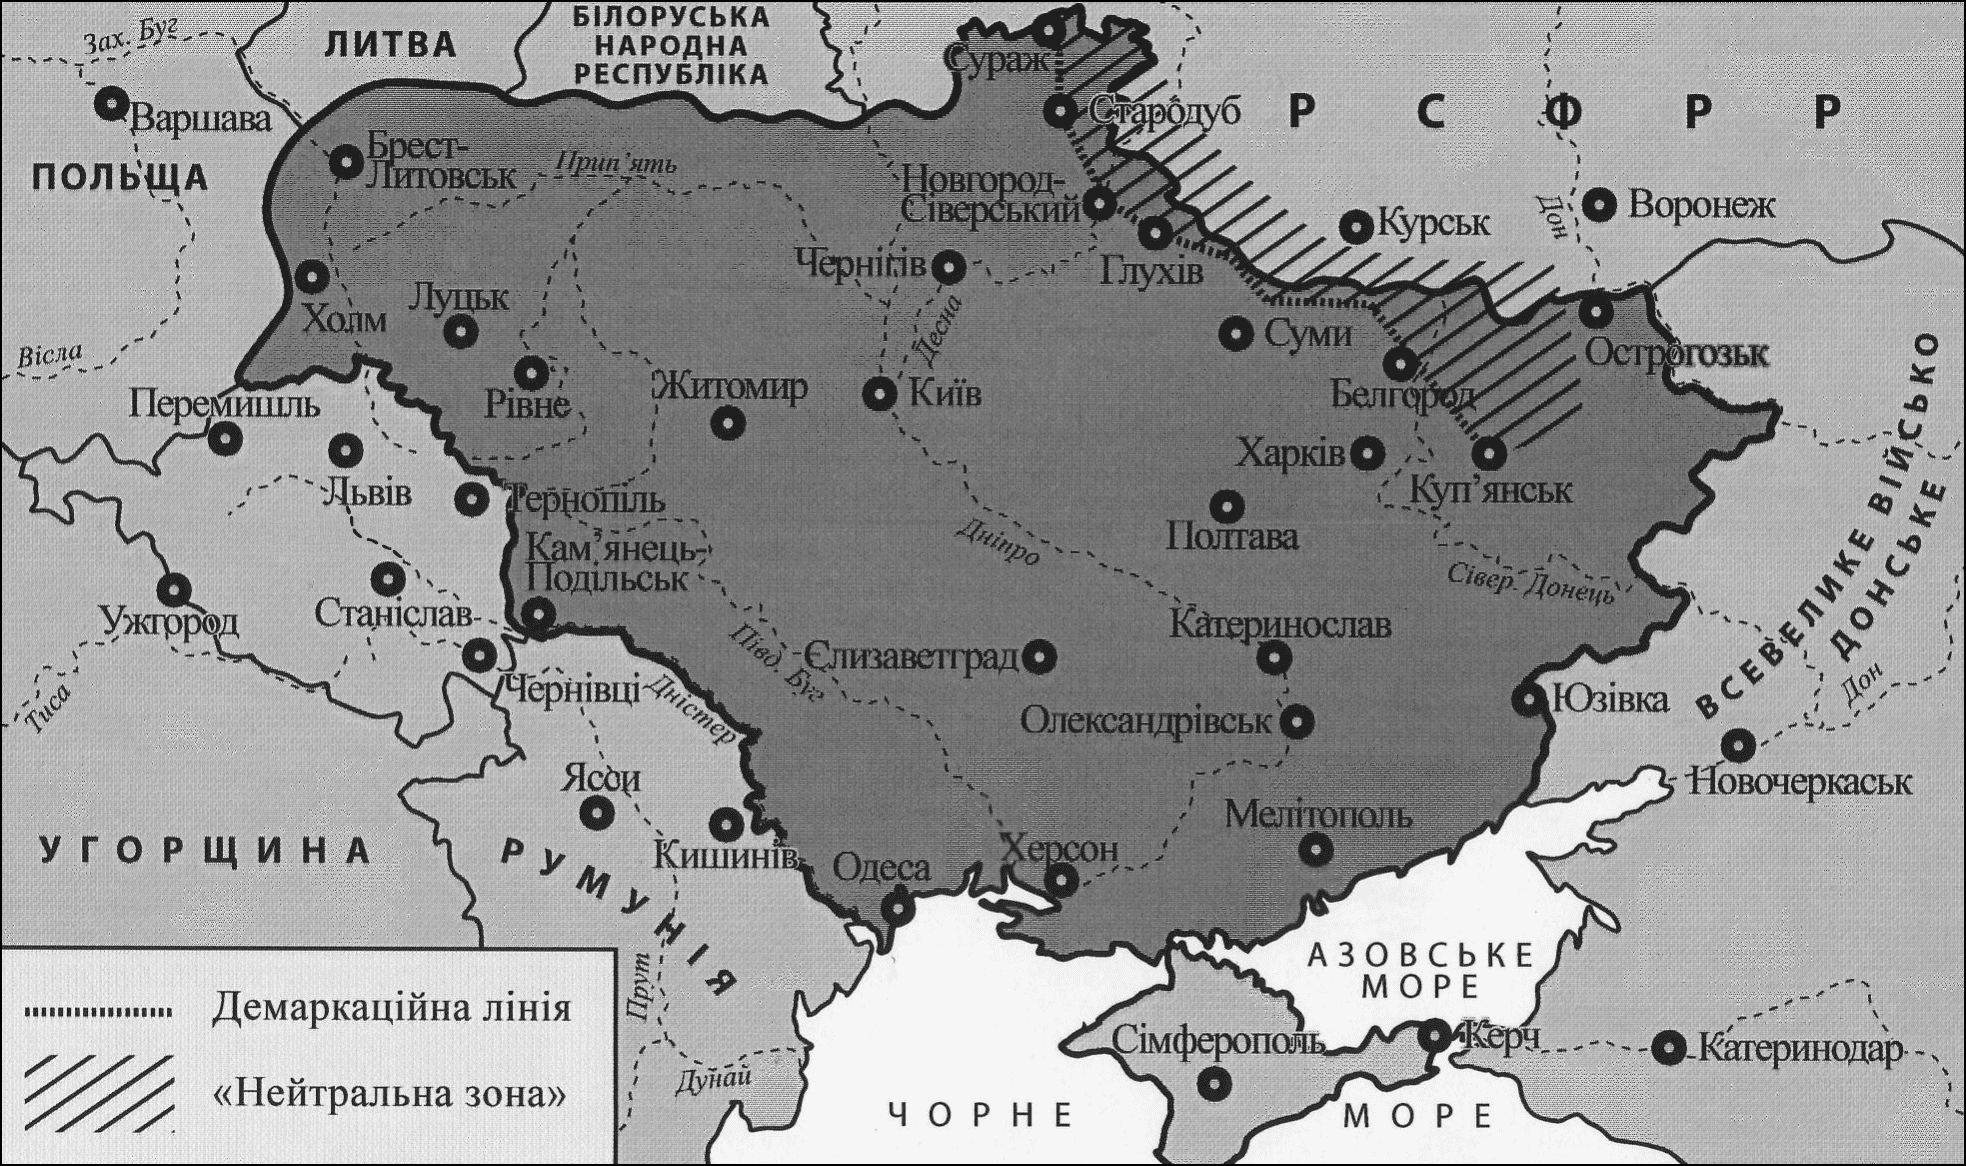 Зах. Буг
ЛИТВА
БІЛОРУСЬКА
НАРОДНА
РЕСПУБЛІКА
Сураж
Варшава
Стародуб
Р С Ф Р Р
ПОЛЬЩА
Брест-
Литовськ
Прип'ять
Новгород-
Сіверський
Курськ
Дон
Воронеж
Чернігів
Глухів
Холм
Луцьк
Десна
Суми
Острогозьк
Вісла
Перемишль
Рівне
Житомир
Київ
Белгород
Львів
Тернопіль
Харків
Куп'янськ
ВСЕВЕЛИКЕ ВІЙСЬКО
ДОНСЬКЕ
Полтава
Кам'янець-
Подільськ
Дніпро
Сівер. Донець
Ужгород
Станіслав
Тиса
Чернівці
Дністер
Півд. Буг
Єлизаветград
Катеринослав
Олександрівськ
Юзівка
Дон
Новочеркаськ
Ясси
Кишинів
УГОРЩИНА
РУМУНІЯ
Одеса
Херсон
Мелітополь
АЗОВСЬКЕ
МОРЕ
Прут
Дунай
Сімферополь
Керч
Катеринодар
ЧОРНЕ МОРЕ
Демаркаційна лінія
«Нейтральна зона»